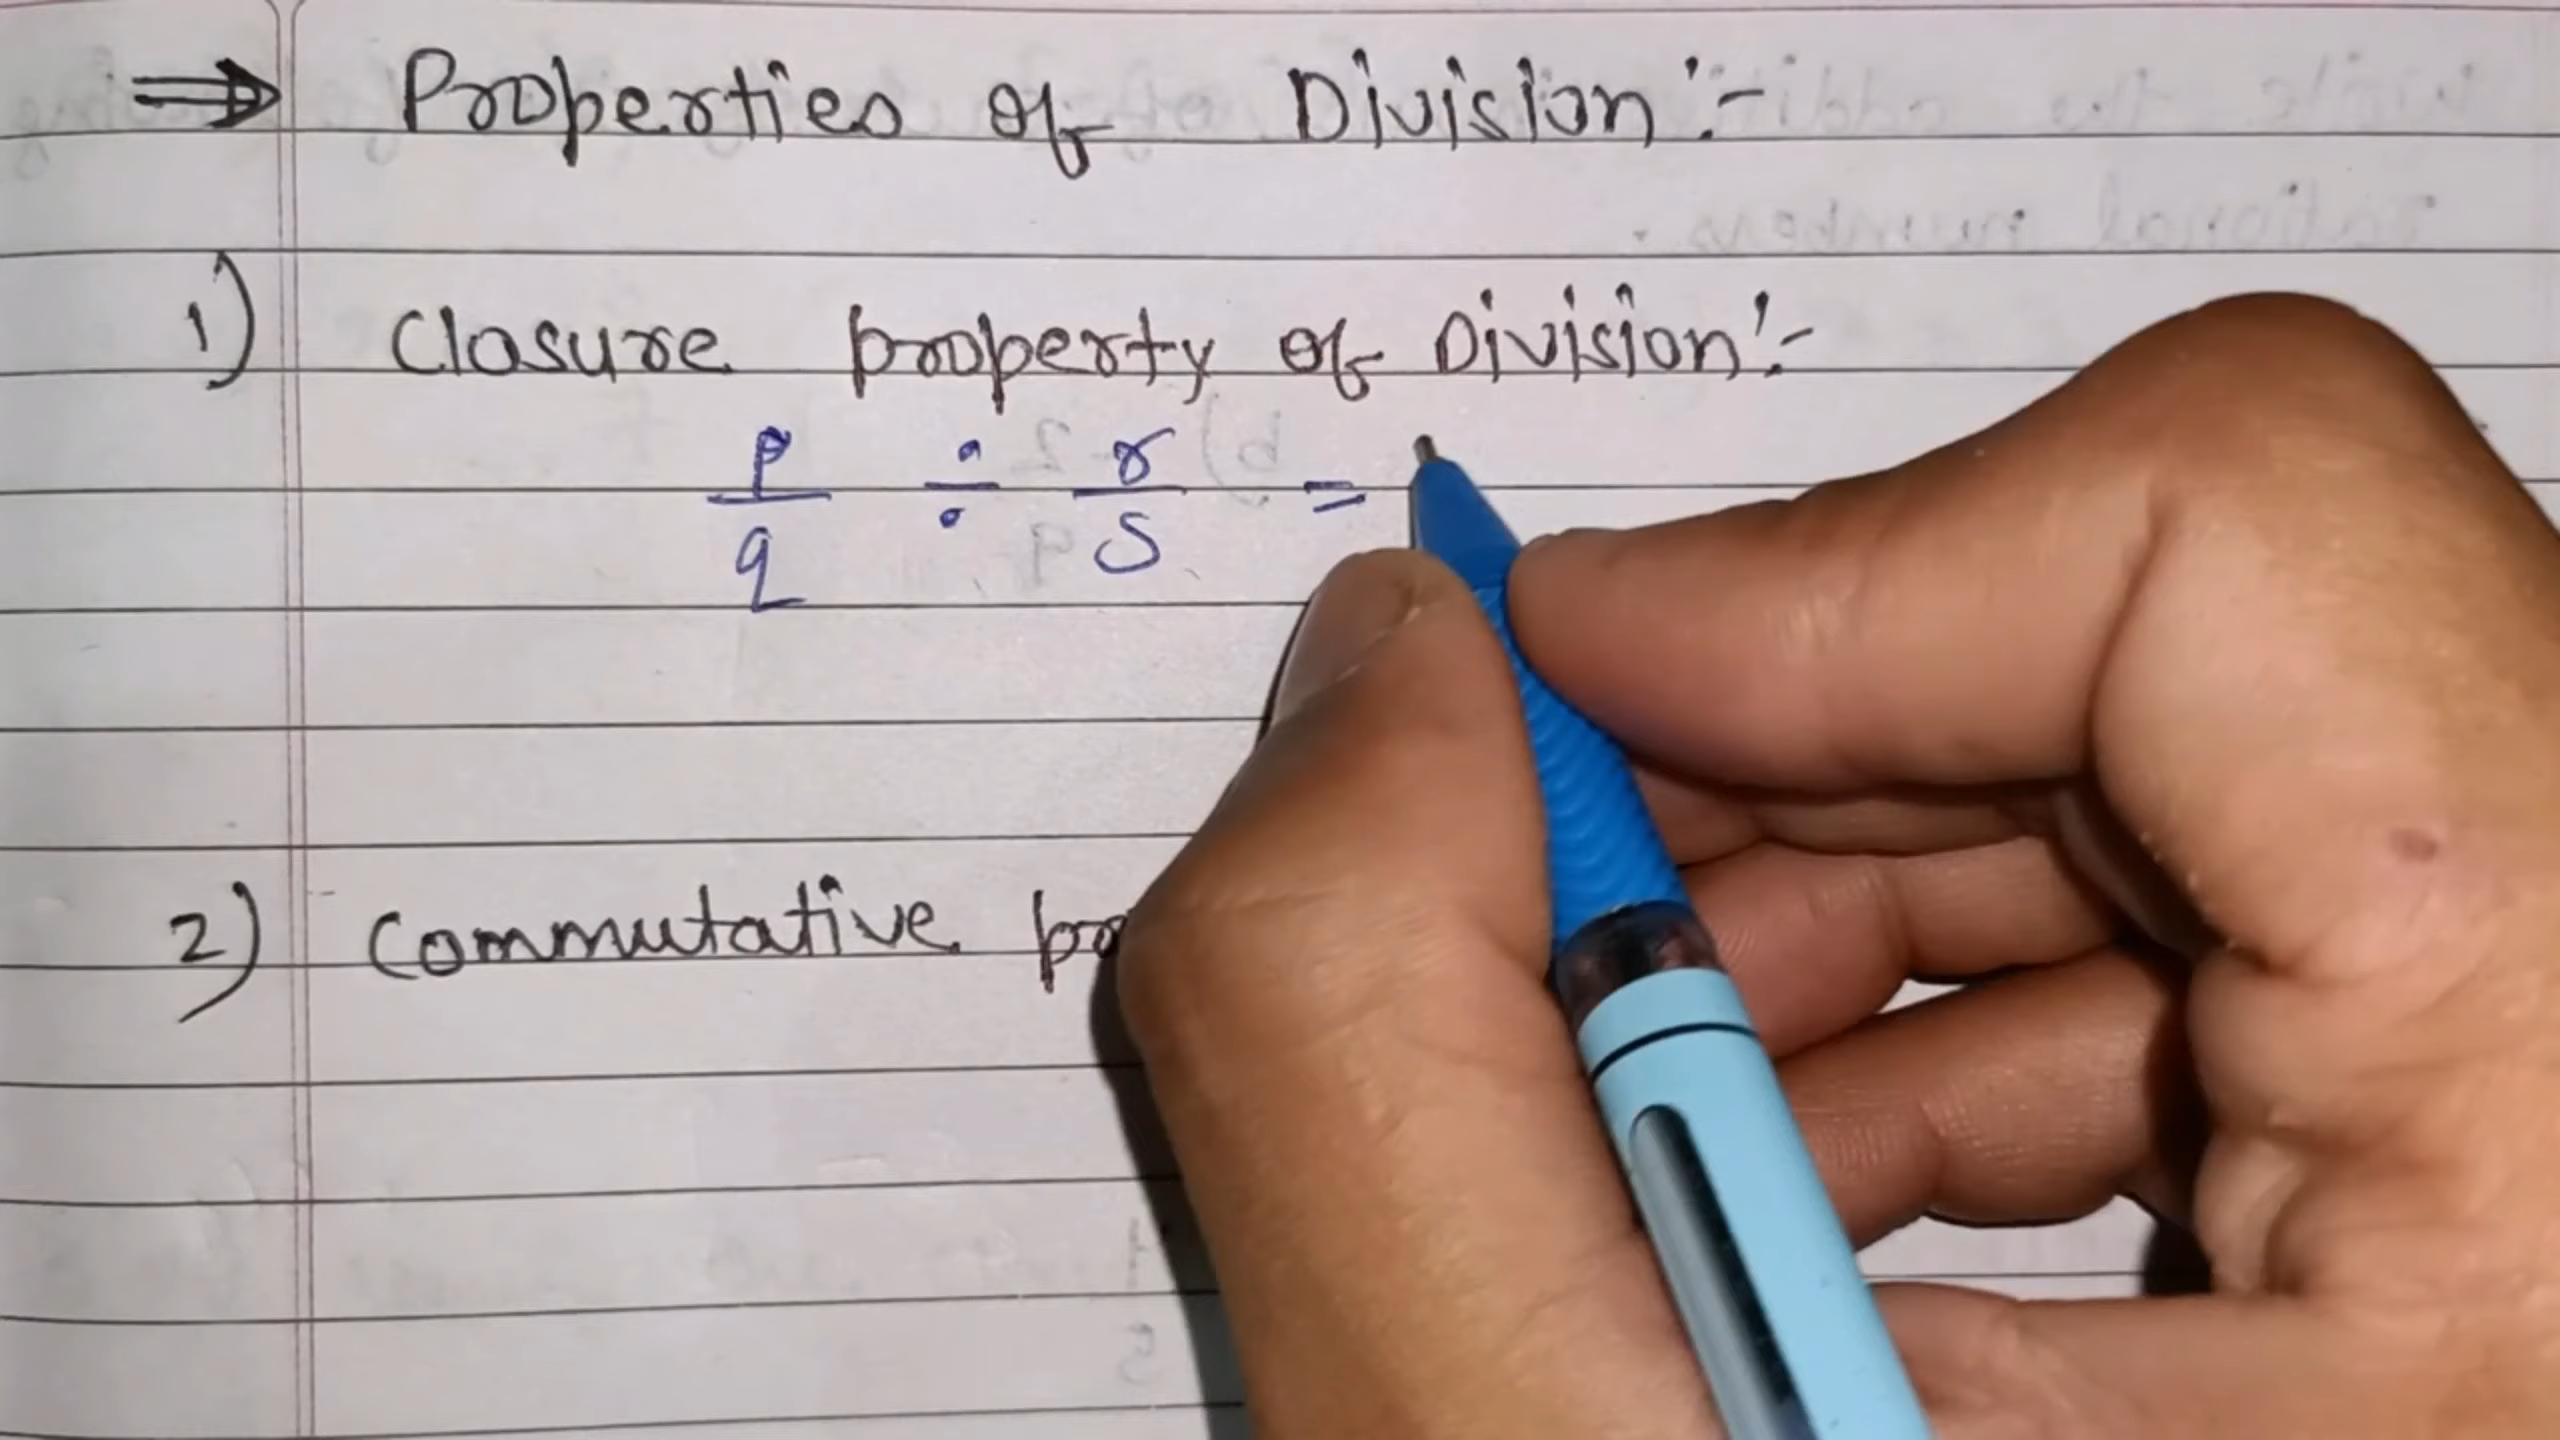 ⇒ Properties of Division :-
1) Closure property of Division :-
p/q ÷ r/s =
2) Commutative